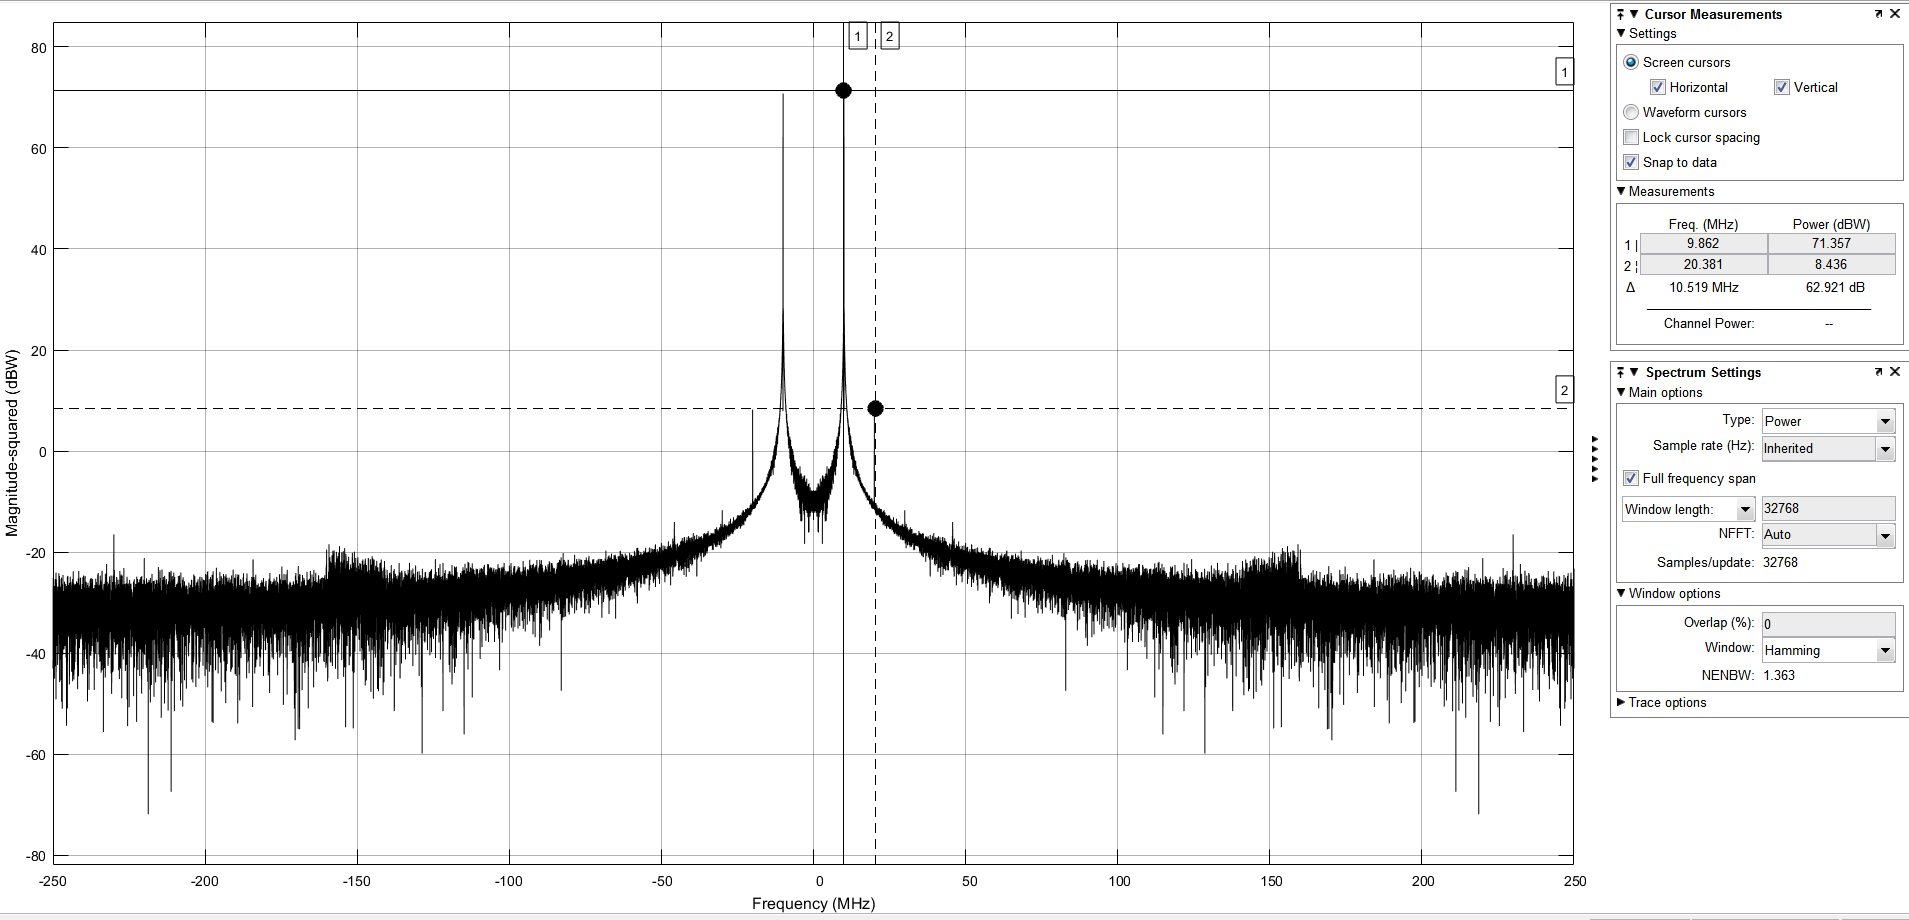 1 2
80
60
40
20
0
-20
-40
-60
-80
1
2
-250 -200 -150 -100 -50 0 50 100 150 200 250
Frequency (MHz)
Magnitude-squared (dBW)
Cursor Measurements
Settings
Screen cursors
Horizontal Vertical
Waveform cursors
Lock cursor spacing
Snap to data
Measurements
Freq. (MHz) Power (dBW)
1 | 9.862 71.357
2 ¦ 20.381 8.436
Δ 10.519 MHz 62.921 dB
Channel Power: --
Spectrum Settings
Main options
Type: Power
Sample rate (Hz): Inherited
Full frequency span
Window length: 32768
NFFT: Auto
Samples/update: 32768
Window options
Overlap (%): 0
Window: Hamming
NENBW: 1.363
Trace options